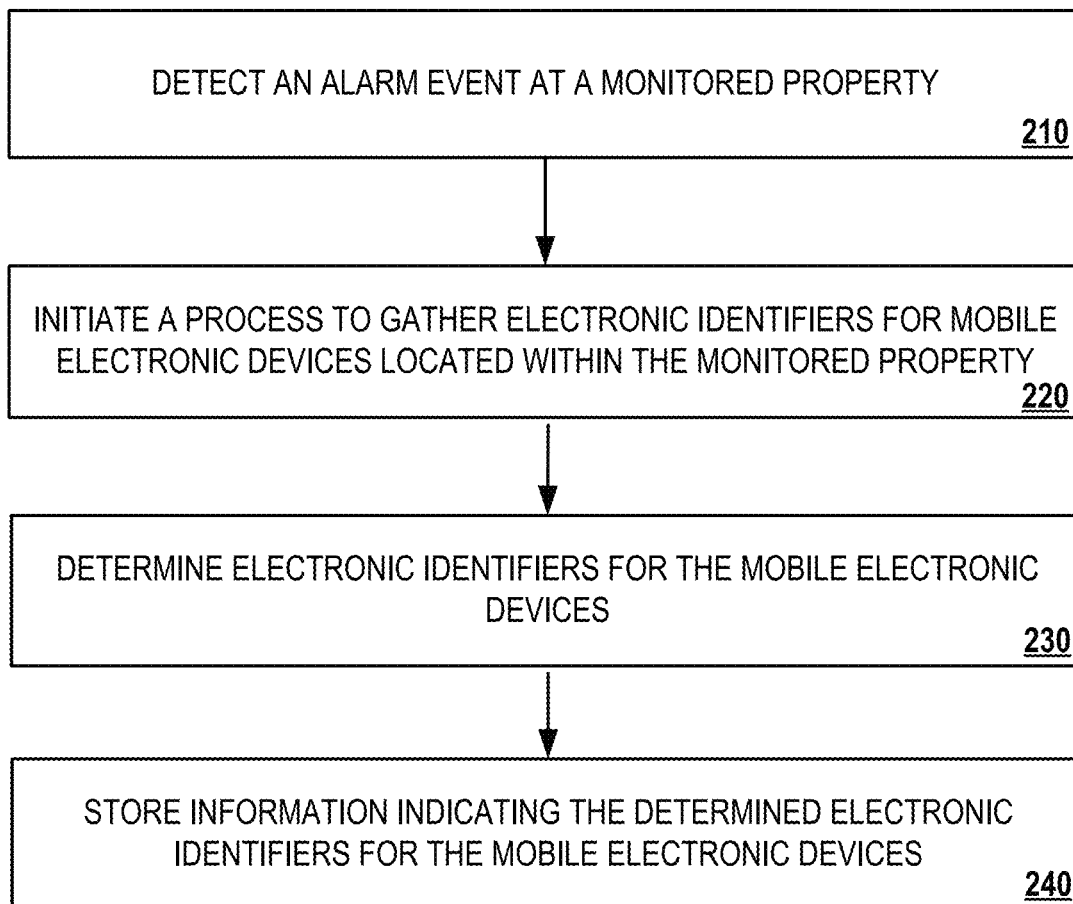 DETECT AN ALARM EVENT AT A MONITORED PROPERTY
210
INITIATE A PROCESS TO GATHER ELECTRONIC IDENTIFIERS FOR MOBILE
ELECTRONIC DEVICES LOCATED WITHIN THE MONITORED PROPERTY
220
DETERMINE ELECTRONIC IDENTIFIERS FOR THE MOBILE ELECTRONIC
DEVICES
230
STORE INFORMATION INDICATING THE DETERMINED ELECTRONIC
IDENTIFIERS FOR THE MOBILE ELECTRONIC DEVICES
240